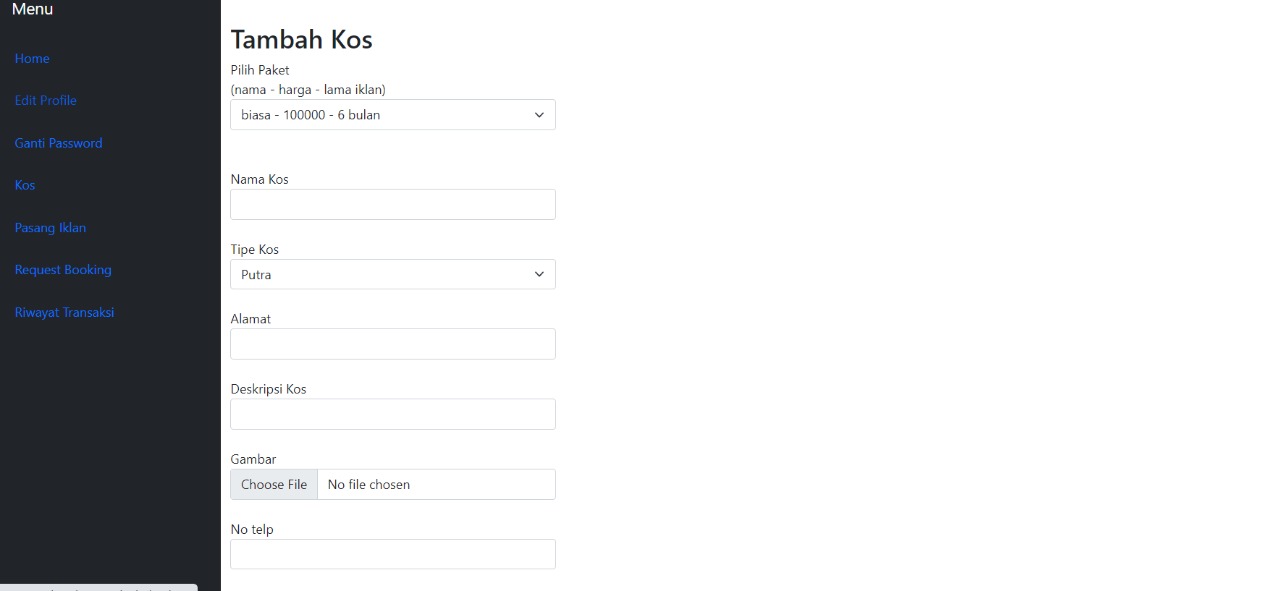 Menu
Home
Edit Profile
Ganti Password
Kos
Pasang Iklan
Request Booking
Riwayat Transaksi
Tambah Kos
Pilih Paket
(nama - harga - lama iklan)
biasa - 100000 - 6 bulan
Nama Kos
Tipe Kos
Putra
Alamat
Deskripsi Kos
Gambar
Choose File No file chosen
No telp